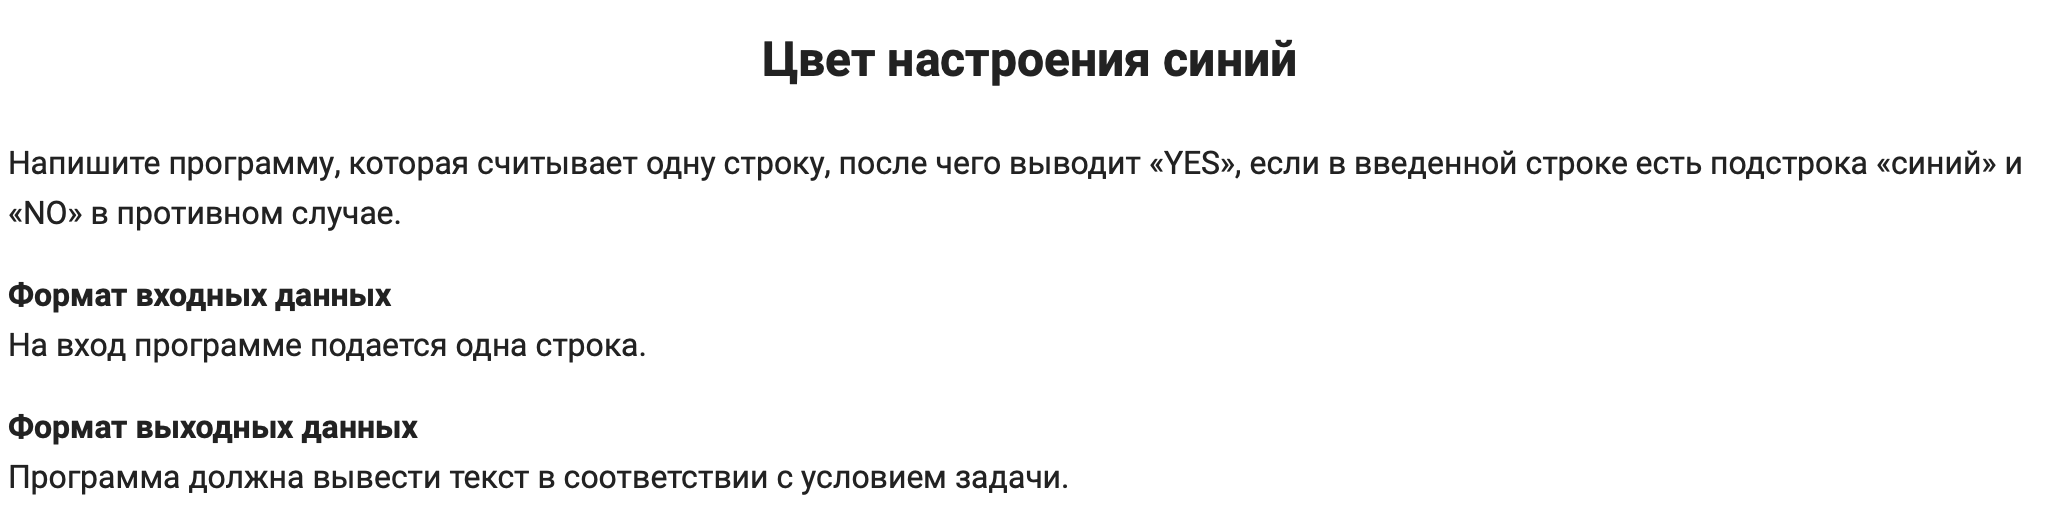 Цвет настроения синий
Напишите программу, которая считывает одну строку, после чего выводит «YES», если в введенной строке есть подстрока «синий» и
«NO» в противном случае.
Формат входных данных
На вход программе подается одна строка.
Формат выходных данных
Программа должна вывести текст в соответствии с условием задачи.